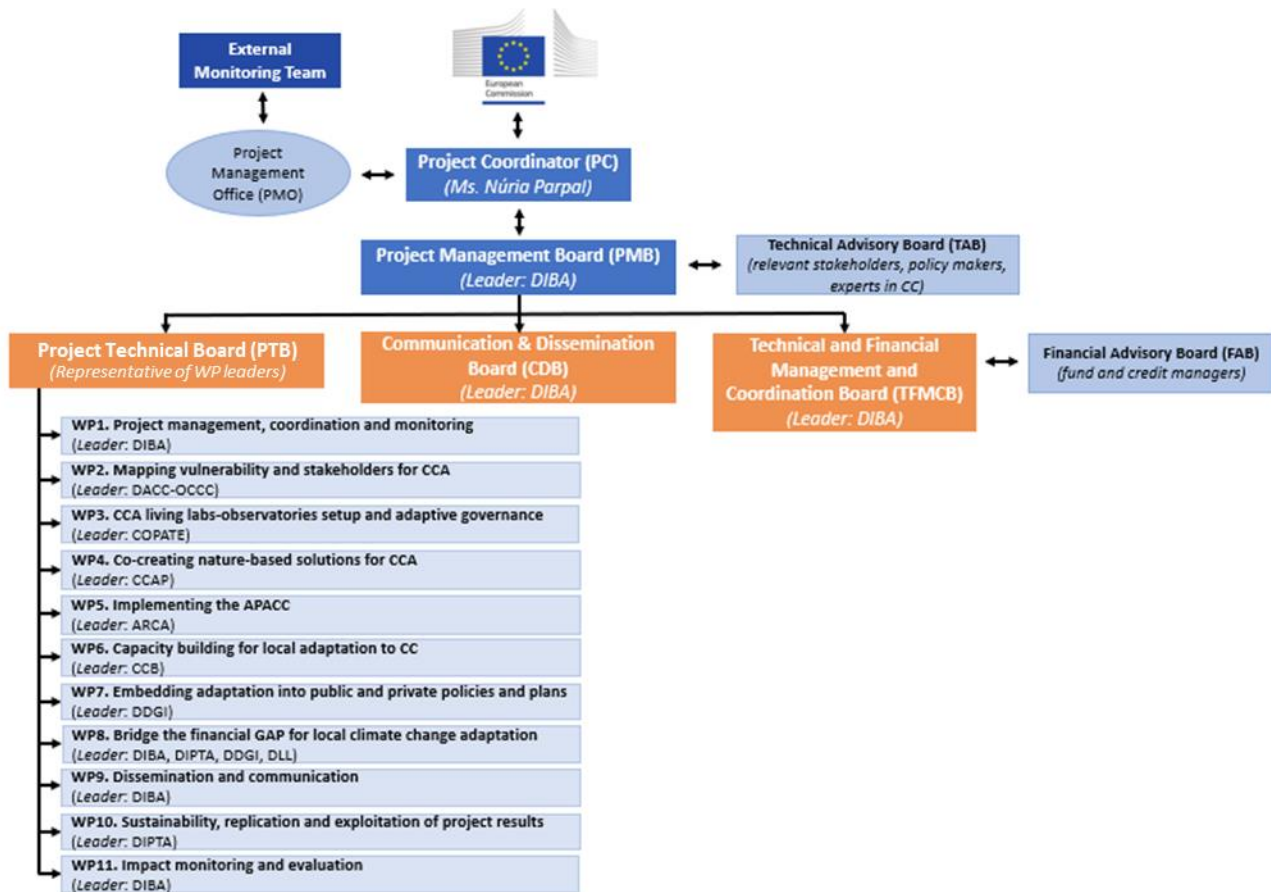 External
Monitoring Team
European
Commission
Project
Management
Office (PMO)
Project Coordinator (PC)
(Ms. Núria Parpal)
Project Management Board (PMB)
(Leader: DIBA)
Technical Advisory Board (TAB)
(relevant stakeholders, policy makers,
experts in CC)
Project Technical Board (PTB)
(Representative of WP leaders)
Communication & Dissemination
Board (CDB)
(Leader: DIBA)
Technical and Financial
Management and
Coordination Board (TFMCB)
(Leader: DIBA)
Financial Advisory Board (FAB)
(fund and credit managers)
WP1. Project management, coordination and monitoring
(Leader: DIBA)
WP2. Mapping vulnerability and stakeholders for CCA
(Leader: DACC-OCCC)
WP3. CCA living labs-observatories setup and adaptive governance
(Leader: COPATE)
WP4. Co-creating nature-based solutions for CCA
(Leader: CCAP)
WP5. Implementing the APACC
(Leader: ARCA)
WP6. Capacity building for local adaptation to CC
(Leader: CCB)
WP7. Embedding adaptation into public and private policies and plans
(Leader: DDGI)
WP8. Bridge the financial GAP for local climate change adaptation
(Leader: DIBA, DIPTA, DDGI, DLL)
WP9. Dissemination and communication
(Leader: DIBA)
WP10. Sustainability, replication and exploitation of project results
(Leader: DIPTA)
WP11. Impact monitoring and evaluation
(Leader: DIBA)